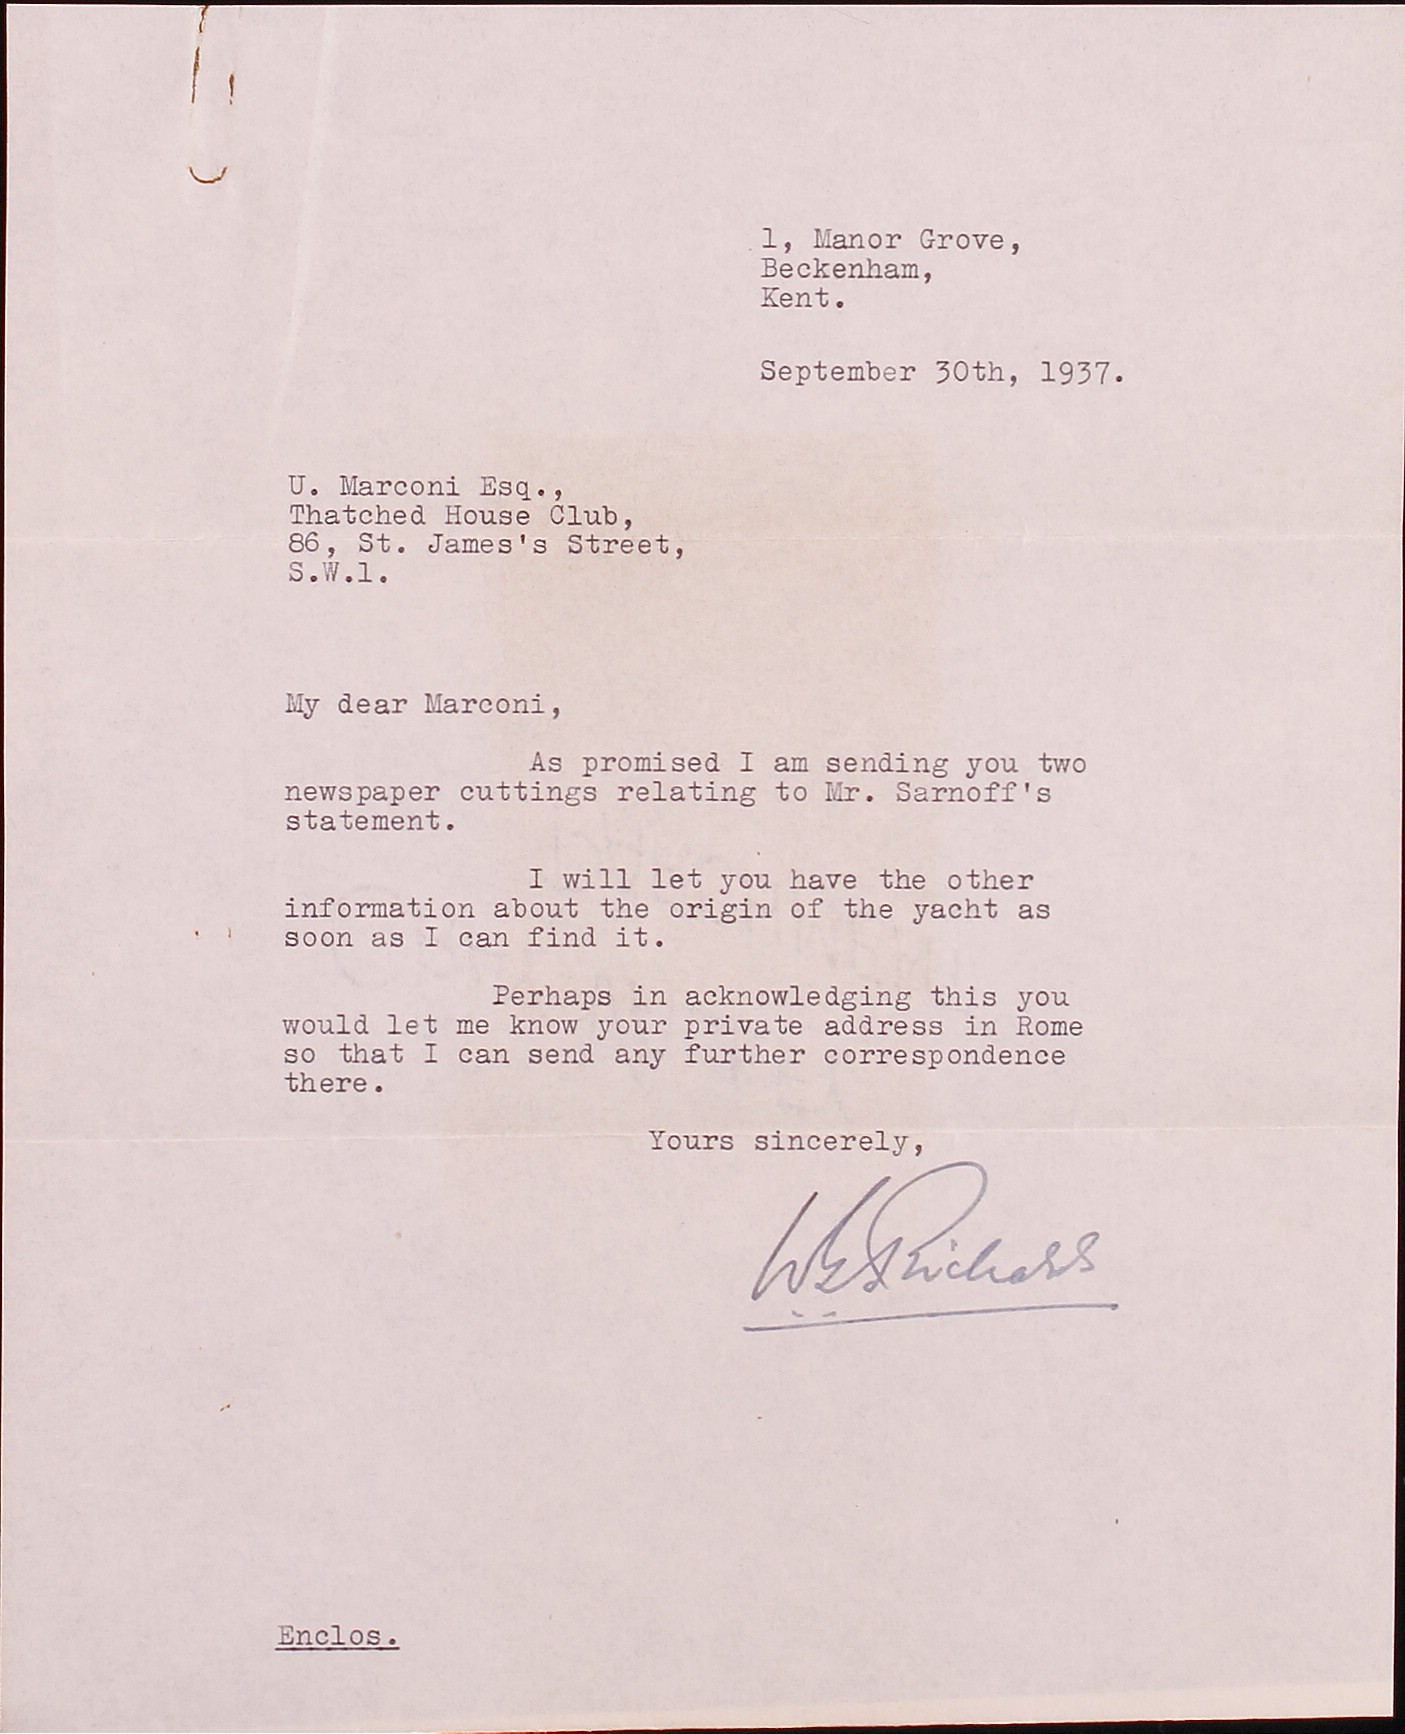 1, Manor Grove,
Beckenham,
Kent.
September 30th, 1937.
U. Marconi Esq.,
Thatched House Club,
86, St. James's Street,
S.W.1.
My dear Marconi,
As promised I am sending you two
newspaper cuttings relating to Mr. Sarnoff's
statement.
I will let you have the other
information about the origin of the yacht as
soon as I can find it.
Perhaps in acknowledging this you
would let me know your private address in Rome
so that I can send any further correspondence
there.
Yours sincerely,
Richards
Enclos.